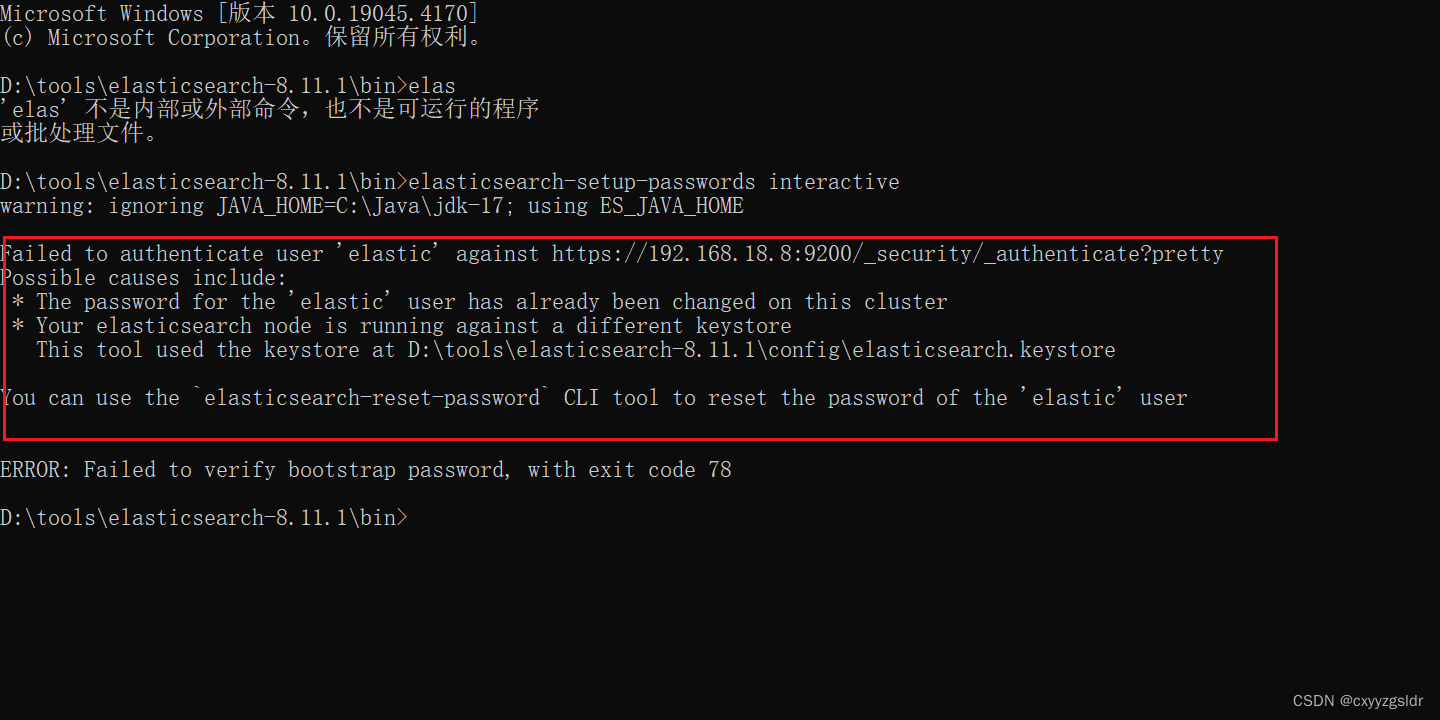 Microsoft Windows [版本 10.0.19045.4170]
(c) Microsoft Corporation。保留所有权利。
D:\tools\elasticsearch-8.11.1\bin>elas
'elas' 不是内部或外部命令，也不是可运行的程序
或批处理文件。
D:\tools\elasticsearch-8.11.1\bin>elasticsearch-setup-passwords interactive
warning: ignoring JAVA_HOME=C:\Java\jdk-17; using ES_JAVA_HOME
Failed to authenticate user 'elastic' against https://192.168.18.8:9200/_security/_authenticate?pretty
Possible causes include:
* The password for the 'elastic' user has already been changed on this cluster
* Your elasticsearch node is running against a different keystore
This tool used the keystore at D:\tools\elasticsearch-8.11.1\config\elasticsearch.keystore
You can use the `elasticsearch-reset-password` CLI tool to reset the password of the 'elastic' user
ERROR: Failed to verify bootstrap password, with exit code 78
D:\tools\elasticsearch-8.11.1\bin>
CSDN @cxyyzgsldr